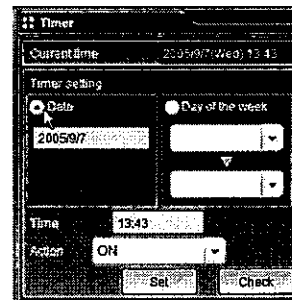 Timer
Current time 2005/9/7(Wed) 13:43
Timer setting
Date Day of the week
2005/9/7
Time 13:43
Action ON
Set Check